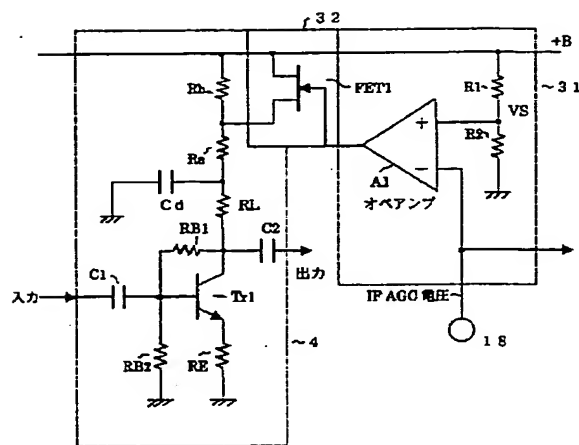 ~32
+B
Rb
FET1
R1
~31
VS
R2
Ra
+
−
A1
オペアンプ
Cd
RL
RB1
C2
出力
C1
入力
Tr1
IF AGC 電圧
18
~4
RB2
RE